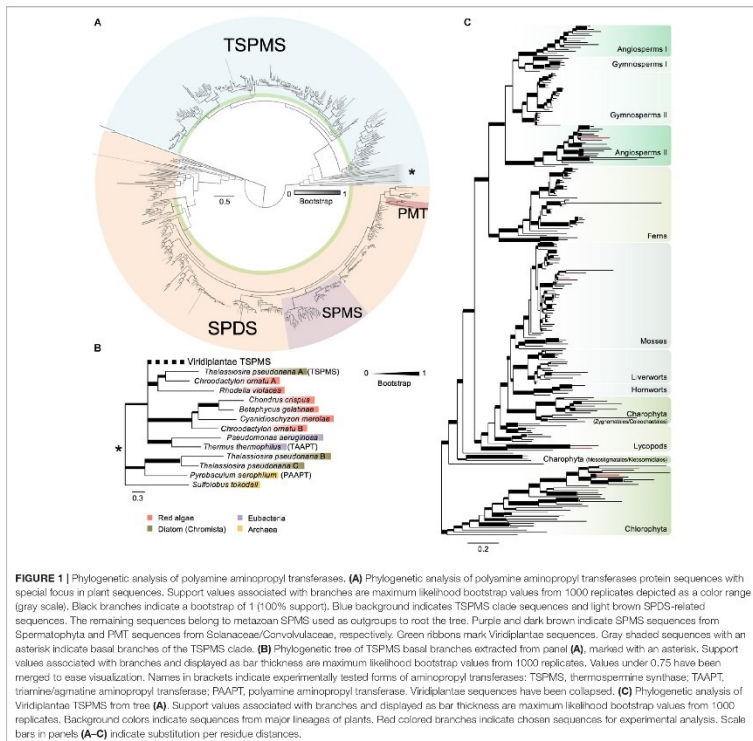 A
TSPMS
0.5
0
1
Bootstrap
*
PMT
SPMS
SPDS
B
Bootstrap
Viridiplantae TSPMS
Thelassiosira pseudonana A (TSPMS)
Chroodactylon ornatu A
Rhodella violacea
Chondrus crispus
Betaphycus gelatinae
Cyanidioschyzon merolae
Chroodactylon ornatu B
Pseudomonas aeruginosa
Thermus thermophilus (TAAPT)
Thelassiosira pseudonana B
Thelassiosira pseudonana C
Pyrobaculum aerophilum (PAAPT)
Sulfolobus tokodaii
*
0.3
Red algae
Eubacteria
Diatom (Chromista)
Archaea
C
Angiosperms I
Gymnosperms I
Gymnosperms II
Angiosperms II
Ferns
Mosses
Liverworts
Hornworts
Charophyta
Lycopods
Charophyta
Chlorophyta
0.2
FIGURE 1 | Phylogenetic analysis of polyamine aminopropyl transferases. (A) Phylogenetic analysis of polyamine aminopropyl transferases protein sequences with
special focus in plant sequences. Support values associated with branches are maximum likelihood bootstrap values from 1000 replicates depicted as a color range
(gray scale). Black branches indicate a bootstrap of 1 (100% support). Blue background indicates TSPMS clade sequences and light brown SPDS-related
sequences. The remaining sequences belong to metazoan SPMS used as outgroups to root the tree. Purple and dark brown indicate SPMS sequences from
Spermatophyta and PMT sequences from Solanaceae/Convolvulaceae, respectively. Green ribbons mark Viridiplantae sequences. Gray shaded sequences with an
asterisk indicate basal branches of the TSPMS clade. (B) Phylogenetic tree of TSPMS basal branches extracted from panel (A), marked with an asterisk. Support
values associated with branches and displayed as bar thickness are maximum likelihood bootstrap values from 1000 replicates. Values under 0.75 have been
merged to ease visualization. Names in brackets indicate experimentally tested forms of aminopropyl transferases: TSPMS, thermospermine synthase; TAAPT,
triamine/agmatine aminopropyl transferase; PAAPT, polyamine aminopropyl transferase. Viridiplantae sequences have been collapsed. (C) Phylogenetic analysis of
Viridiplantae TSPMS from tree (A). Support values associated with branches and displayed as bar thickness are maximum likelihood bootstrap values from 1000
replicates. Background colors indicate sequences from major lineages of plants. Red colored branches indicate chosen sequences for experimental analysis. Scale
bars in panels (A–C) indicate substitution per residue distances.